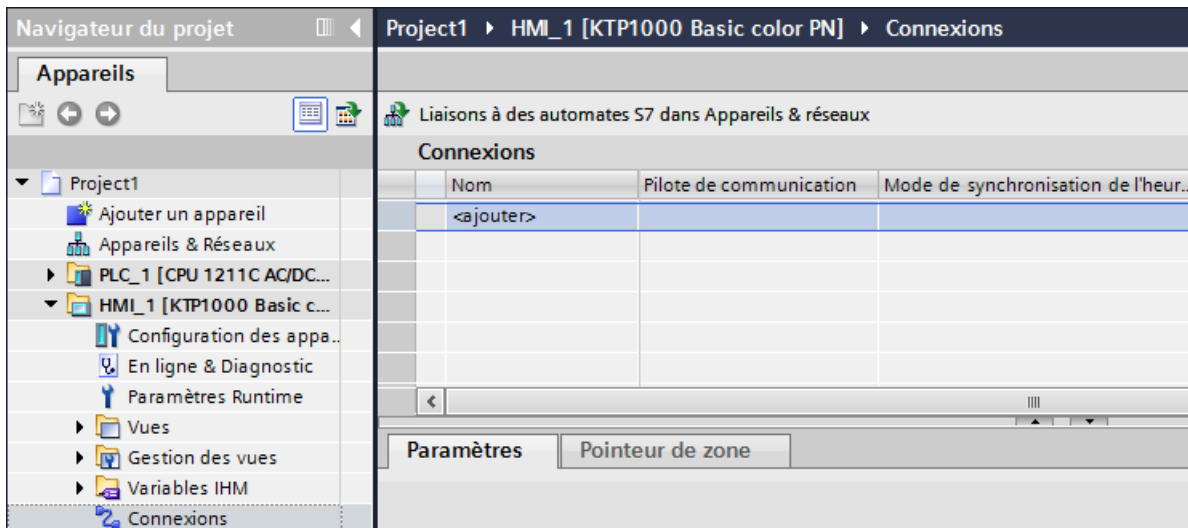 Navigateur du projet
Project1 ▸ HMI_1 [KTP1000 Basic color PN] ▸ Connexions
Appareils
Liaisons à des automates S7 dans Appareils & réseaux
Connexions
Nom Pilote de communication Mode de synchronisation de l'heur..
<ajouter>
Project1
Ajouter un appareil
Appareils & Réseaux
PLC_1 [CPU 1211C AC/DC...
HMI_1 [KTP1000 Basic c...
Configuration des appa..
En ligne & Diagnostic
Paramètres Runtime
Vues
Gestion des vues
Variables IHM
Connexions
Paramètres Pointeur de zone